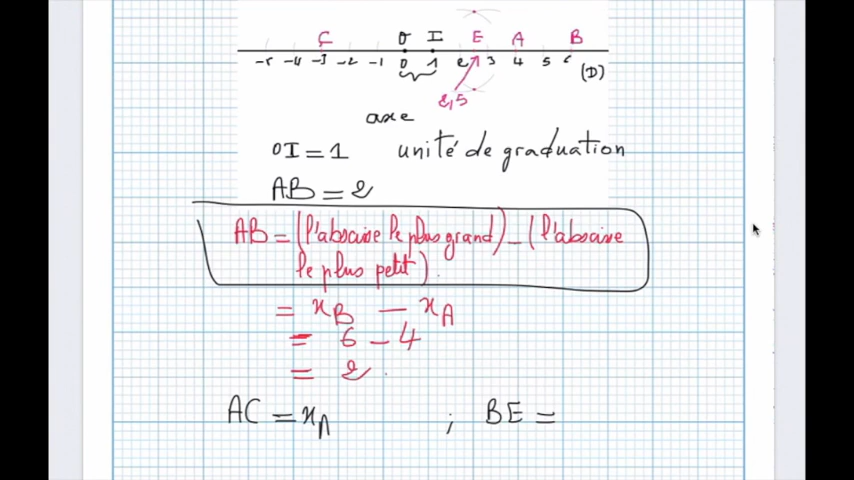 C O I E A B
-5 -4 -3 -2 -1 0 1 2 3 4 5 6 (D)
2,5
axe
OI = 1 unité de graduation
AB = 2
AB = (l'abscisse le plus grand) - (l'abscisse
le plus petit).
= xB - xA
= 6 - 4
= 2.
AC = xA ; BE =